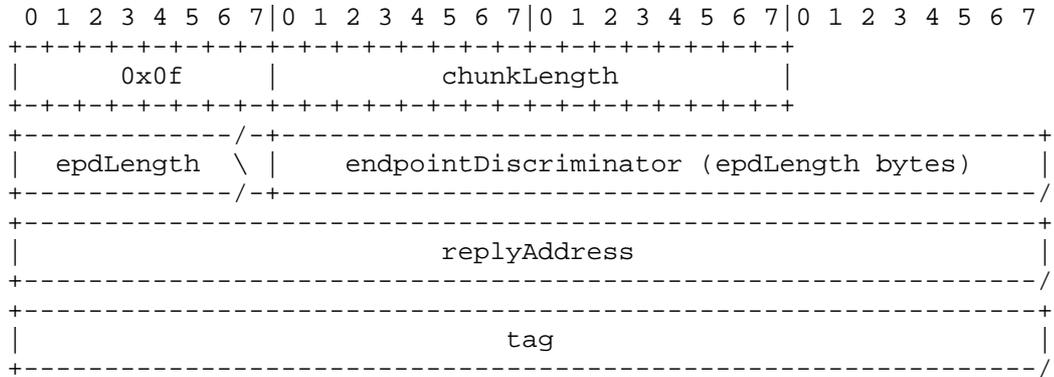 0 1 2 3 4 5 6 7|0 1 2 3 4 5 6 7|0 1 2 3 4 5 6 7|0 1 2 3 4 5 6 7
+-+-+-+-+-+-+-+-+-+-+-+-+-+-+-+-+-+-+-+-+-+-+-+-+
|      0x0f     |          chunkLength          |
+-+-+-+-+-+-+-+-+-+-+-+-+-+-+-+-+-+-+-+-+-+-+-+-+
+-------------/-+-----------------------------------------------+
|  epdLength  \ |    endpointDiscriminator (epdLength bytes)    |
+-------------/-+-----------------------------------------------/
+---------------------------------------------------------------+
|                          replyAddress                         |
+---------------------------------------------------------------/
+---------------------------------------------------------------+
|                              tag                              |
+---------------------------------------------------------------/